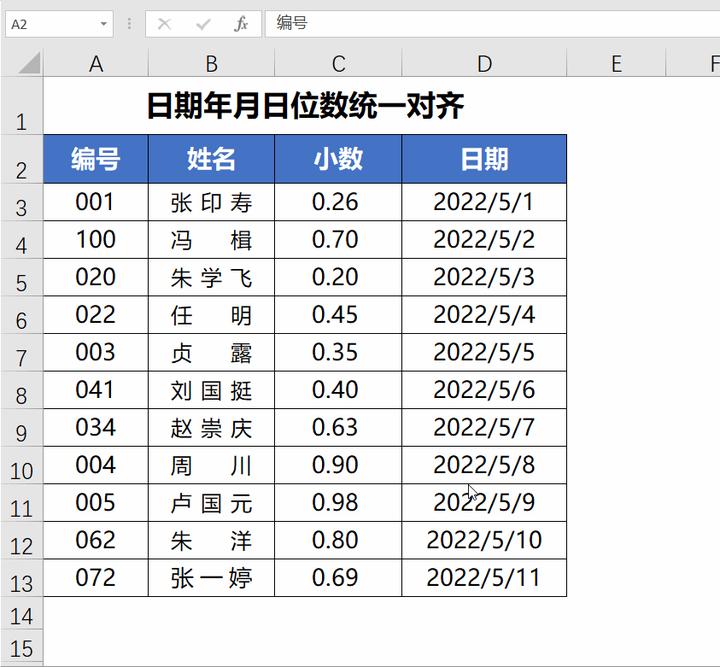 A2 fx 编号
A B C D E F
1 日期年月日位数统一对齐
2 编号 姓名 小数 日期
3 001 张印寿 0.26 2022/5/1
4 100 冯楫 0.70 2022/5/2
5 020 朱学飞 0.20 2022/5/3
6 022 任明 0.45 2022/5/4
7 003 贞露 0.35 2022/5/5
8 041 刘国挺 0.40 2022/5/6
9 034 赵崇庆 0.63 2022/5/7
10 004 周川 0.90 2022/5/8
11 005 卢国元 0.98 2022/5/9
12 062 朱洋 0.80 2022/5/10
13 072 张一婷 0.69 2022/5/11
14
15